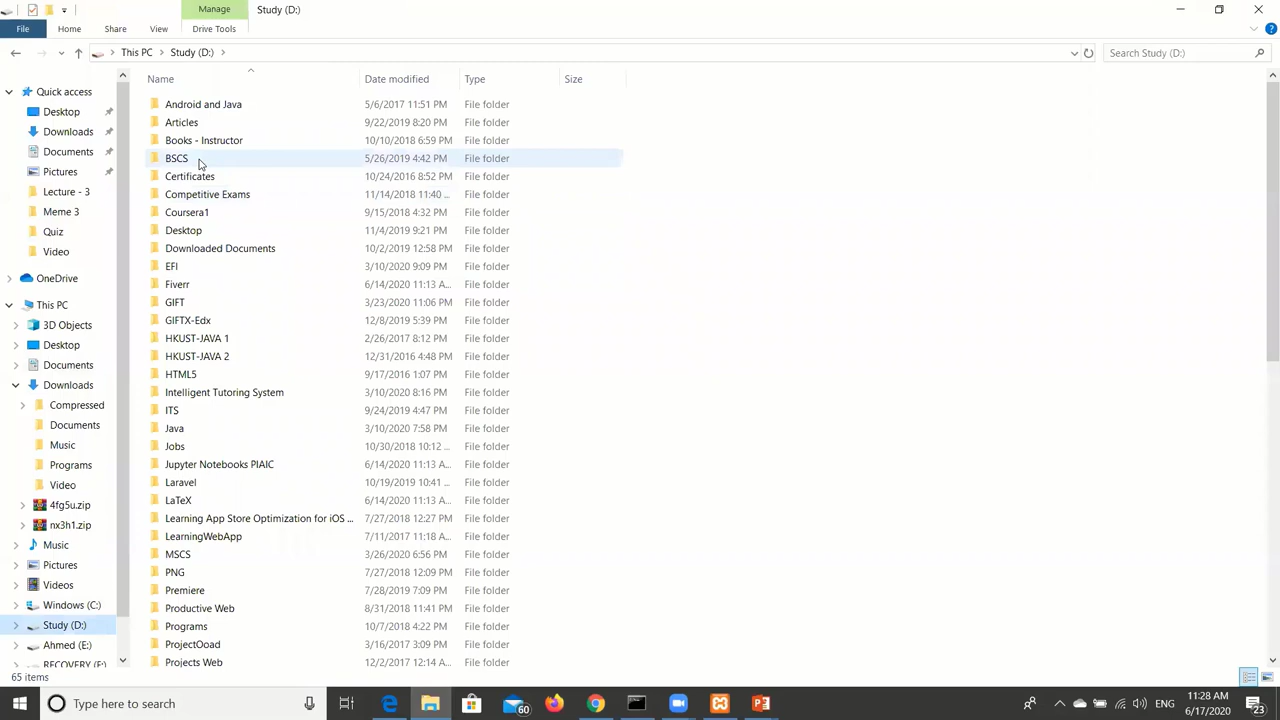 Manage
Study (D:)
File
Home
Share
View
Drive Tools
This PC
Study (D:)
Search Study (D:)
Name
Date modified
Type
Size
Quick access
Desktop
Downloads
Documents
Pictures
Lecture - 3
Meme 3
Quiz
Video
OneDrive
This PC
3D Objects
Desktop
Documents
Downloads
Compressed
Documents
Music
Programs
Video
4fg5u.zip
nx3h1.zip
Music
Pictures
Videos
Windows (C:)
Study (D:)
Ahmed (E:)
RECOVERY (F:)
Android and Java 5/6/2017 11:51 PM File folder
Articles 9/22/2019 8:20 PM File folder
Books - Instructor 10/10/2018 6:59 PM File folder
BSCS 5/26/2019 4:42 PM File folder
Certificates 10/24/2016 8:52 PM File folder
Competitive Exams 11/14/2018 11:40 ... File folder
Coursera1 9/15/2018 4:32 PM File folder
Desktop 11/4/2019 9:21 PM File folder
Downloaded Documents 10/2/2019 12:58 PM File folder
EFI 3/10/2020 9:09 PM File folder
Fiverr 6/14/2020 11:13 A... File folder
GIFT 3/23/2020 11:06 PM File folder
GIFTX-Edx 12/8/2019 5:39 PM File folder
HKUST-JAVA 1 2/26/2017 8:12 PM File folder
HKUST-JAVA 2 12/31/2016 4:48 PM File folder
HTML5 9/17/2016 1:07 PM File folder
Intelligent Tutoring System 3/10/2020 8:16 PM File folder
ITS 9/24/2019 4:47 PM File folder
Java 3/10/2020 7:58 PM File folder
Jobs 10/30/2018 10:12 ... File folder
Jupyter Notebooks PIAIC 6/14/2020 11:13 A... File folder
Laravel 10/19/2019 10:41 ... File folder
LaTeX 6/14/2020 11:13 A... File folder
Learning App Store Optimization for iOS ... 7/27/2018 12:27 PM File folder
LearningWebApp 7/11/2017 11:18 AM File folder
MSCS 3/26/2020 6:56 PM File folder
PNG 7/27/2018 12:09 PM File folder
Premiere 7/28/2019 7:09 PM File folder
Productive Web 8/31/2018 11:41 PM File folder
Programs 10/7/2018 4:22 PM File folder
ProjectOoad 3/16/2017 3:09 PM File folder
Projects Web 12/2/2017 12:14 A... File folder
65 items
Type here to search
60
ENG
11:28 AM
6/17/2020
23